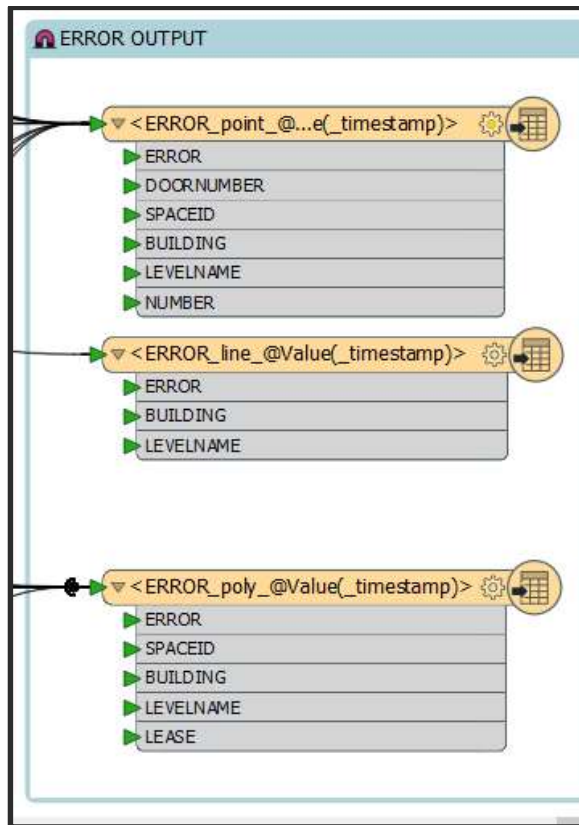 ERROR OUTPUT
<ERROR_point_@...e(_timestamp)>
ERROR
DOORNUMBER
SPACEID
BUILDING
LEVELNAME
NUMBER
<ERROR_line_@Value(_timestamp)>
ERROR
BUILDING
LEVELNAME
<ERROR_poly_@Value(_timestamp)>
ERROR
SPACEID
BUILDING
LEVELNAME
LEASE